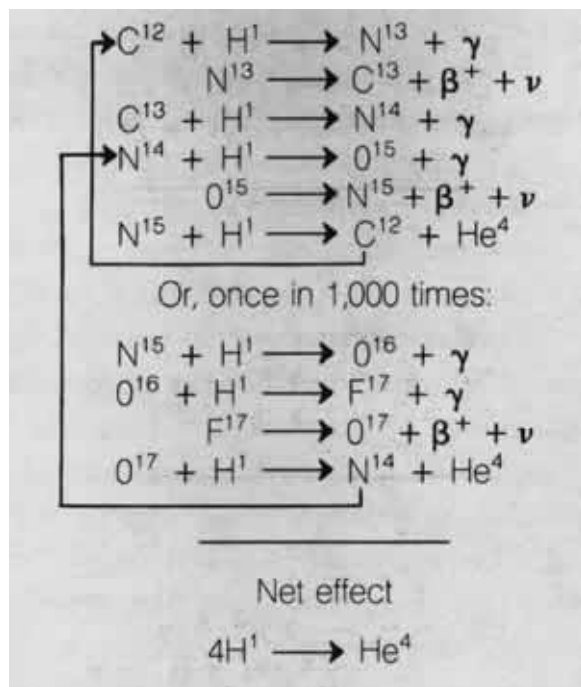 C¹² + H¹ → N¹³ + γ
N¹³ → C¹³ + β⁺ + ν
C¹³ + H¹ → N¹⁴ + γ
N¹⁴ + H¹ → O¹⁵ + γ
O¹⁵ → N¹⁵ + β⁺ + ν
N¹⁵ + H¹ → C¹² + He⁴
Or, once in 1,000 times:
N¹⁵ + H¹ → O¹⁶ + γ
O¹⁶ + H¹ → F¹⁷ + γ
F¹⁷ → O¹⁷ + β⁺ + ν
O¹⁷ + H¹ → N¹⁴ + He⁴
Net effect
4H¹ → He⁴